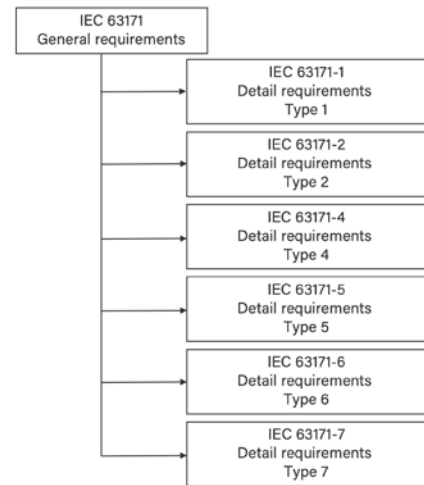 IEC 63171
General requirements
IEC 63171-1
Detail requirements
Type 1
IEC 63171-2
Detail requirements
Type 2
IEC 63171-4
Detail requirements
Type 4
IEC 63171-5
Detail requirements
Type 5
IEC 63171-6
Detail requirements
Type 6
IEC 63171-7
Detail requirements
Type 7